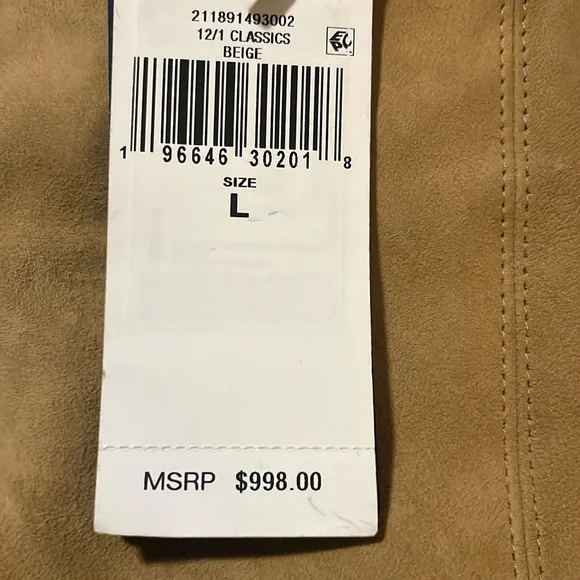 211891493002
12/1 CLASSICS
BEIGE
1 96646 30201 8
SIZE
L
MSRP $998.00